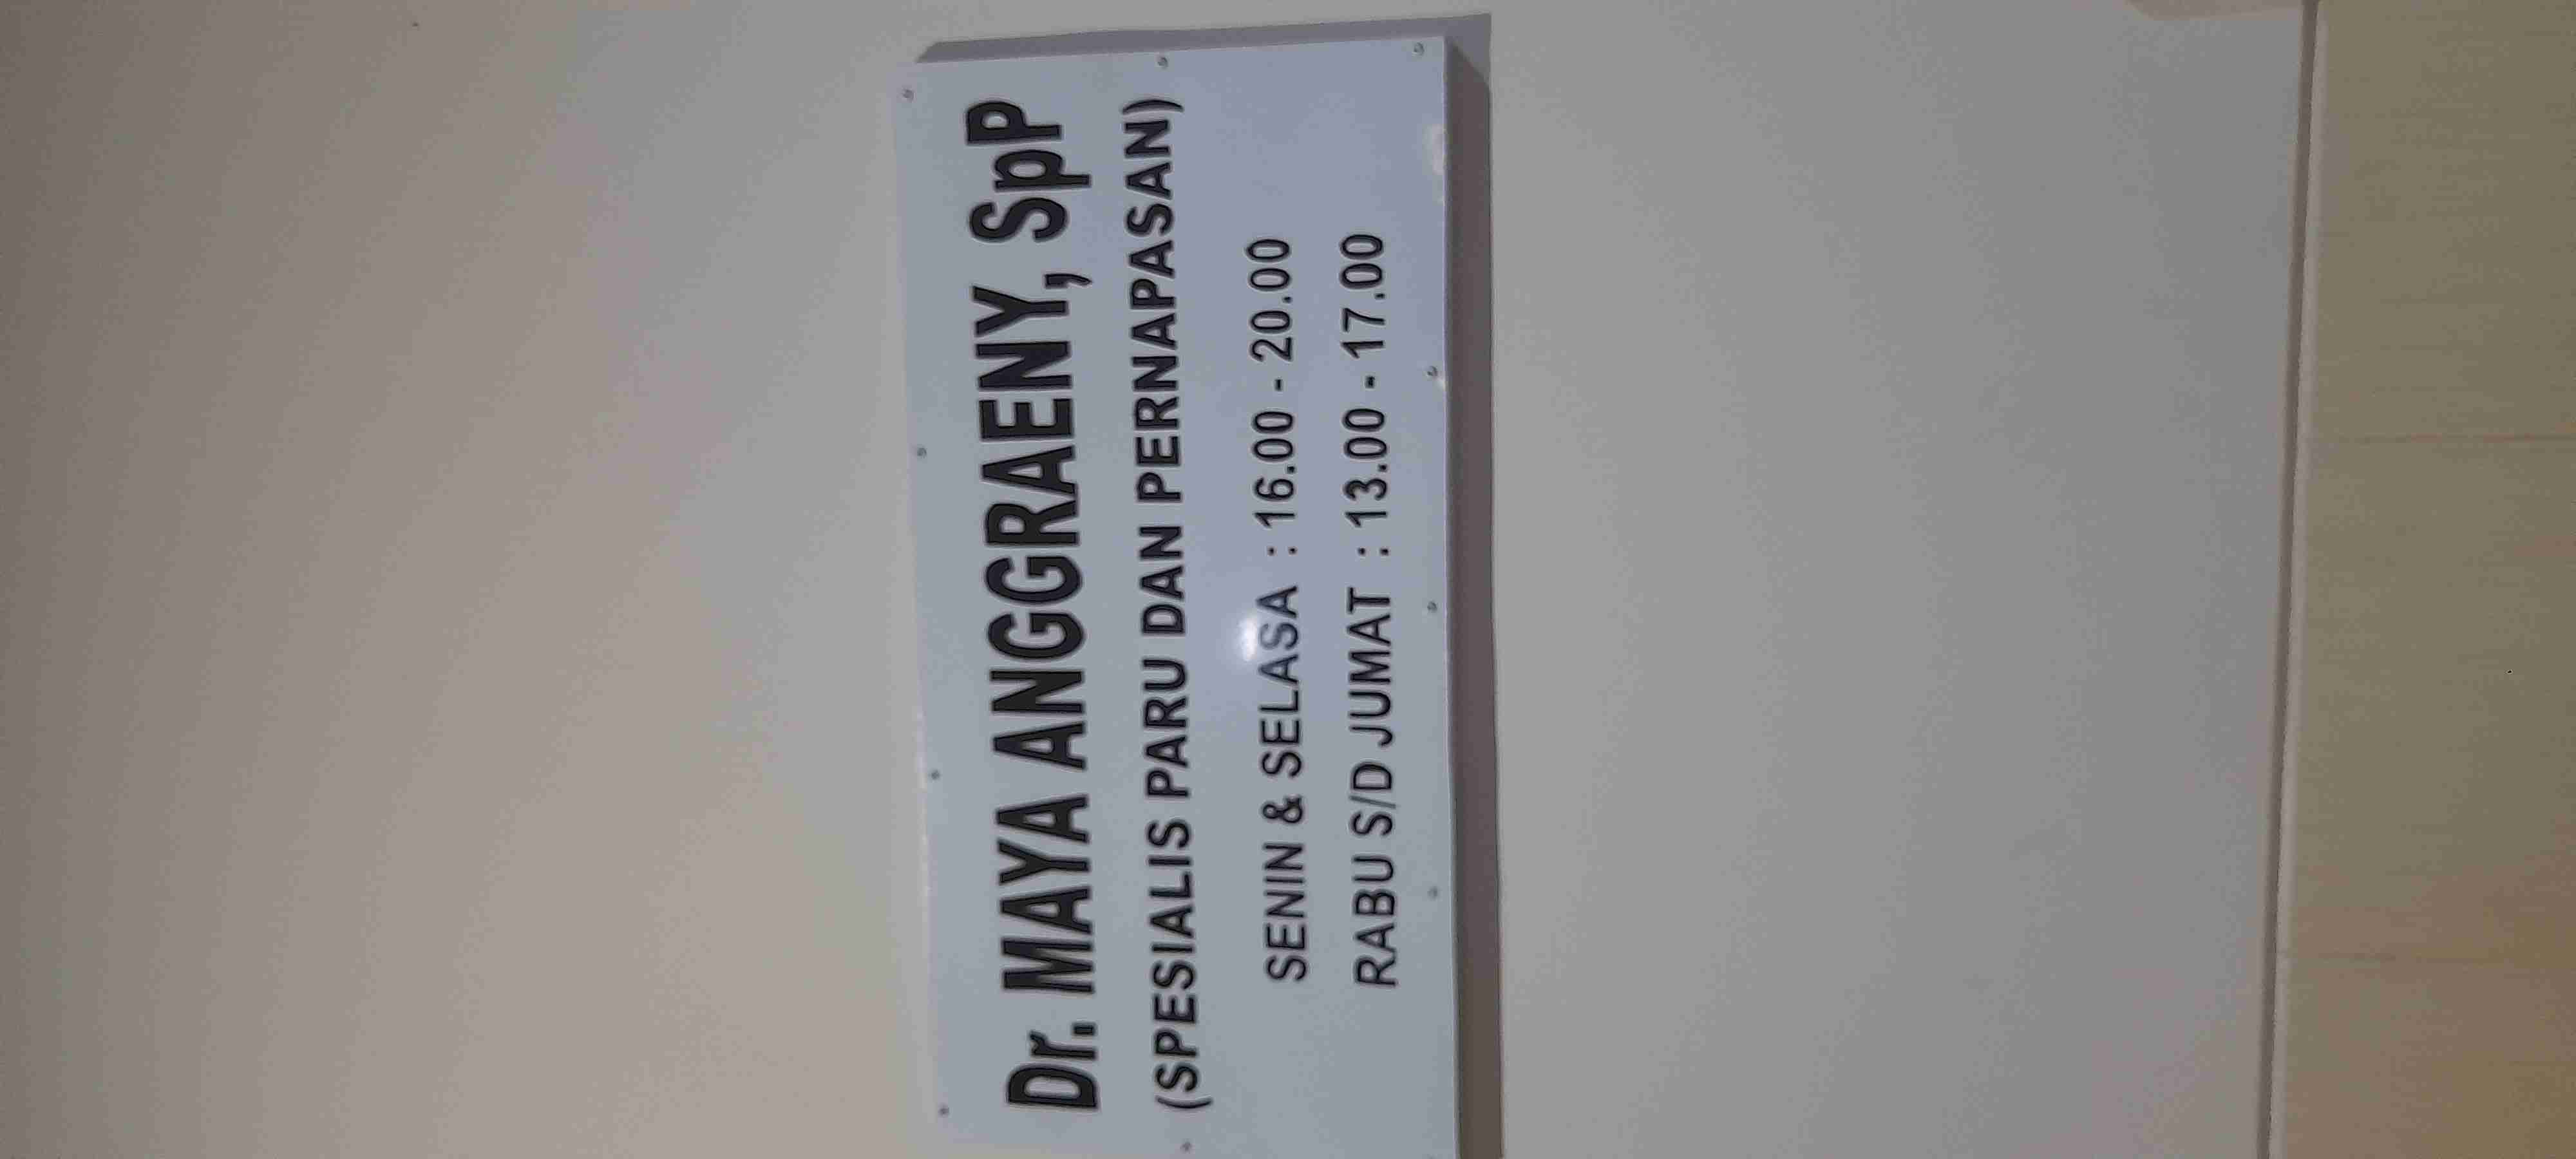 Dr. MAYA ANGGRAENY, SpP
(SPESIALIS PARU DAN PERNAPASAN)
SENIN & SELASA : 16.00 - 20.00
RABU S/D JUMAT : 13.00 - 17.00